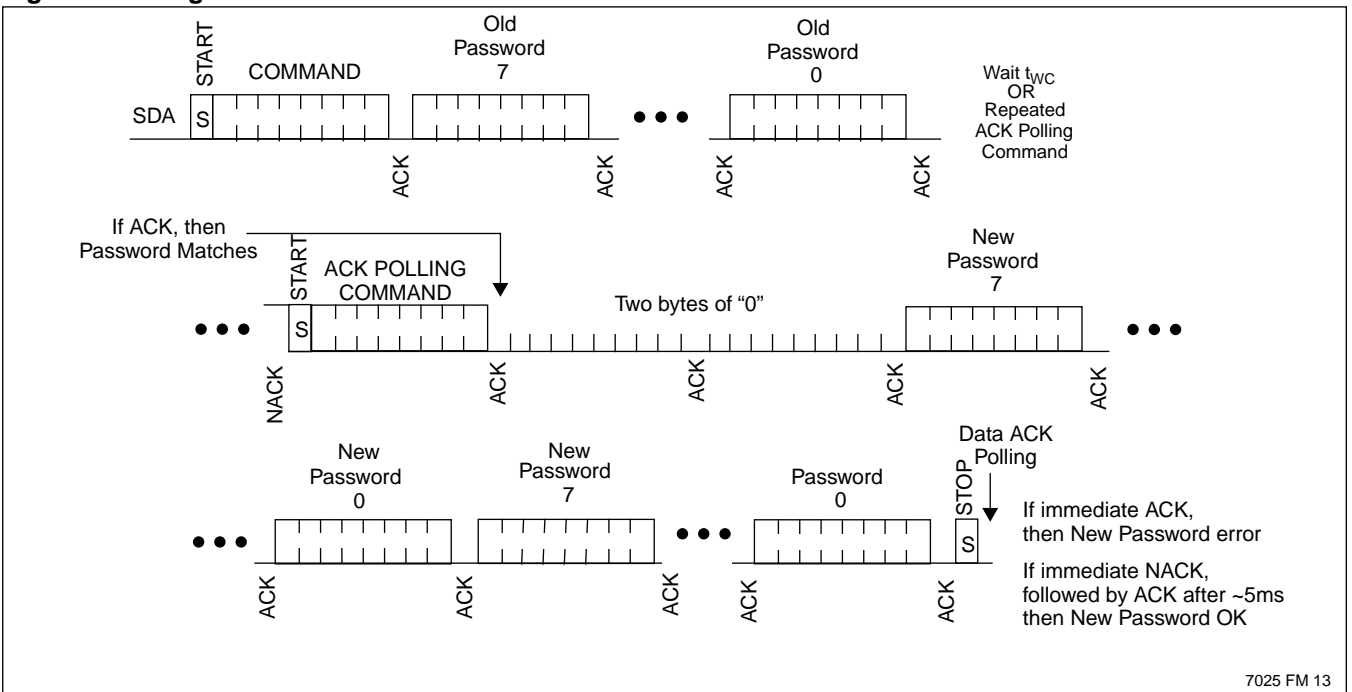 START
COMMAND
Old
Password
7
Old
Password
0
Wait tWC
OR
Repeated
ACK Polling
Command
SDA
S
ACK
ACK
ACK
ACK
If ACK, then
Password Matches
START
ACK POLLING
COMMAND
Two bytes of “0”
New
Password
7
S
NACK
ACK
ACK
ACK
ACK
New
Password
0
New
Password
7
Password
0
STOP
Data ACK
Polling
If immediate ACK,
then New Password error
If immediate NACK,
followed by ACK after ~5ms
then New Password OK
S
ACK
ACK
ACK
ACK
ACK
7025 FM 13